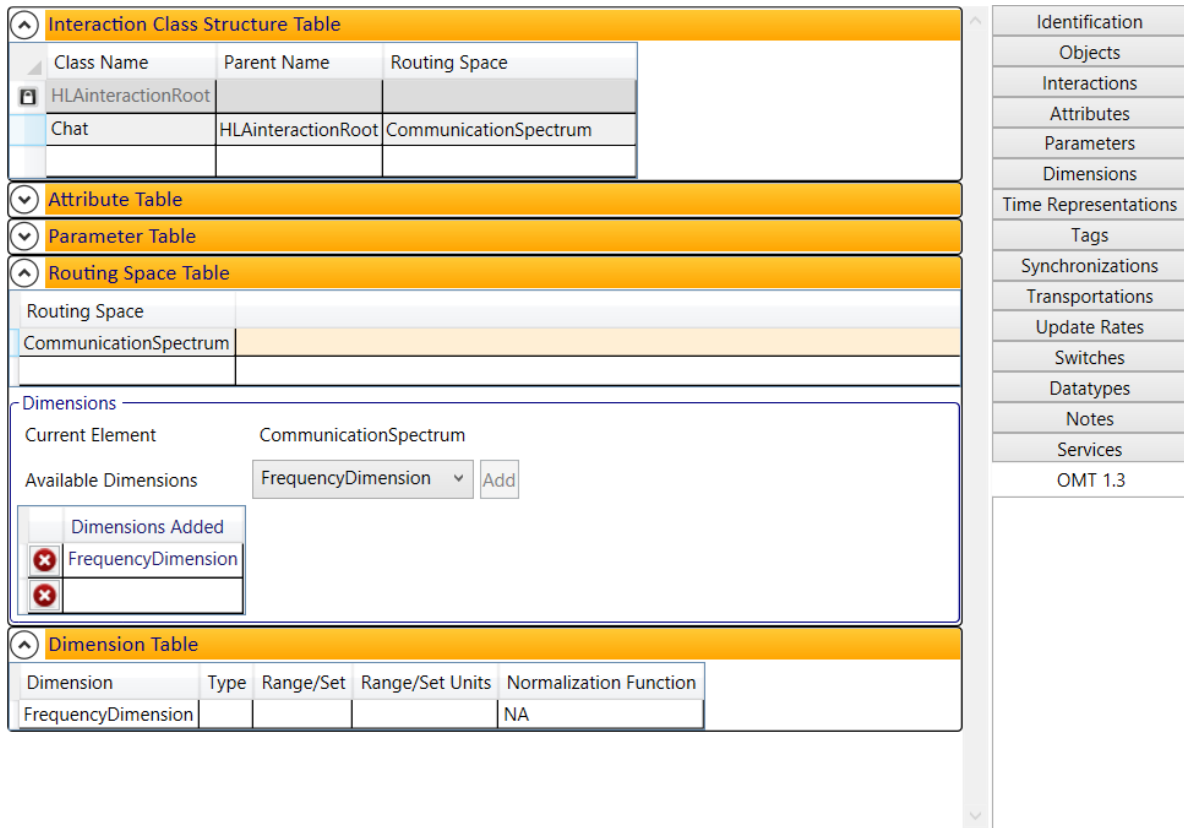 Interaction Class Structure Table
Class Name Parent Name Routing Space
HLAinteractionRoot
Chat HLAinteractionRoot CommunicationSpectrum
Attribute Table
Parameter Table
Routing Space Table
Routing Space
CommunicationSpectrum
Dimensions
Current Element CommunicationSpectrum
Available Dimensions FrequencyDimension Add
Dimensions Added
FrequencyDimension
Dimension Table
Dimension Type Range/Set Range/Set Units Normalization Function
FrequencyDimension NA
Identification
Objects
Interactions
Attributes
Parameters
Dimensions
Time Representations
Tags
Synchronizations
Transportations
Update Rates
Switches
Datatypes
Notes
Services
OMT 1.3